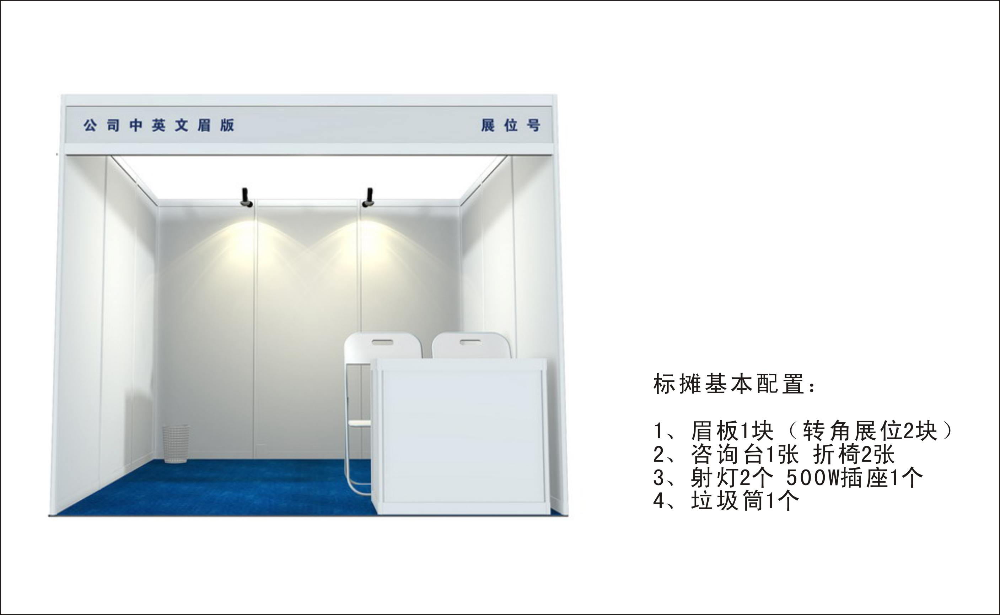 公司中英文眉版 展位号
标摊基本配置：
1、眉板1块（转角展位2块）
2、咨询台1张 折椅2张
3、射灯2个 500W插座1个
4、垃圾筒1个